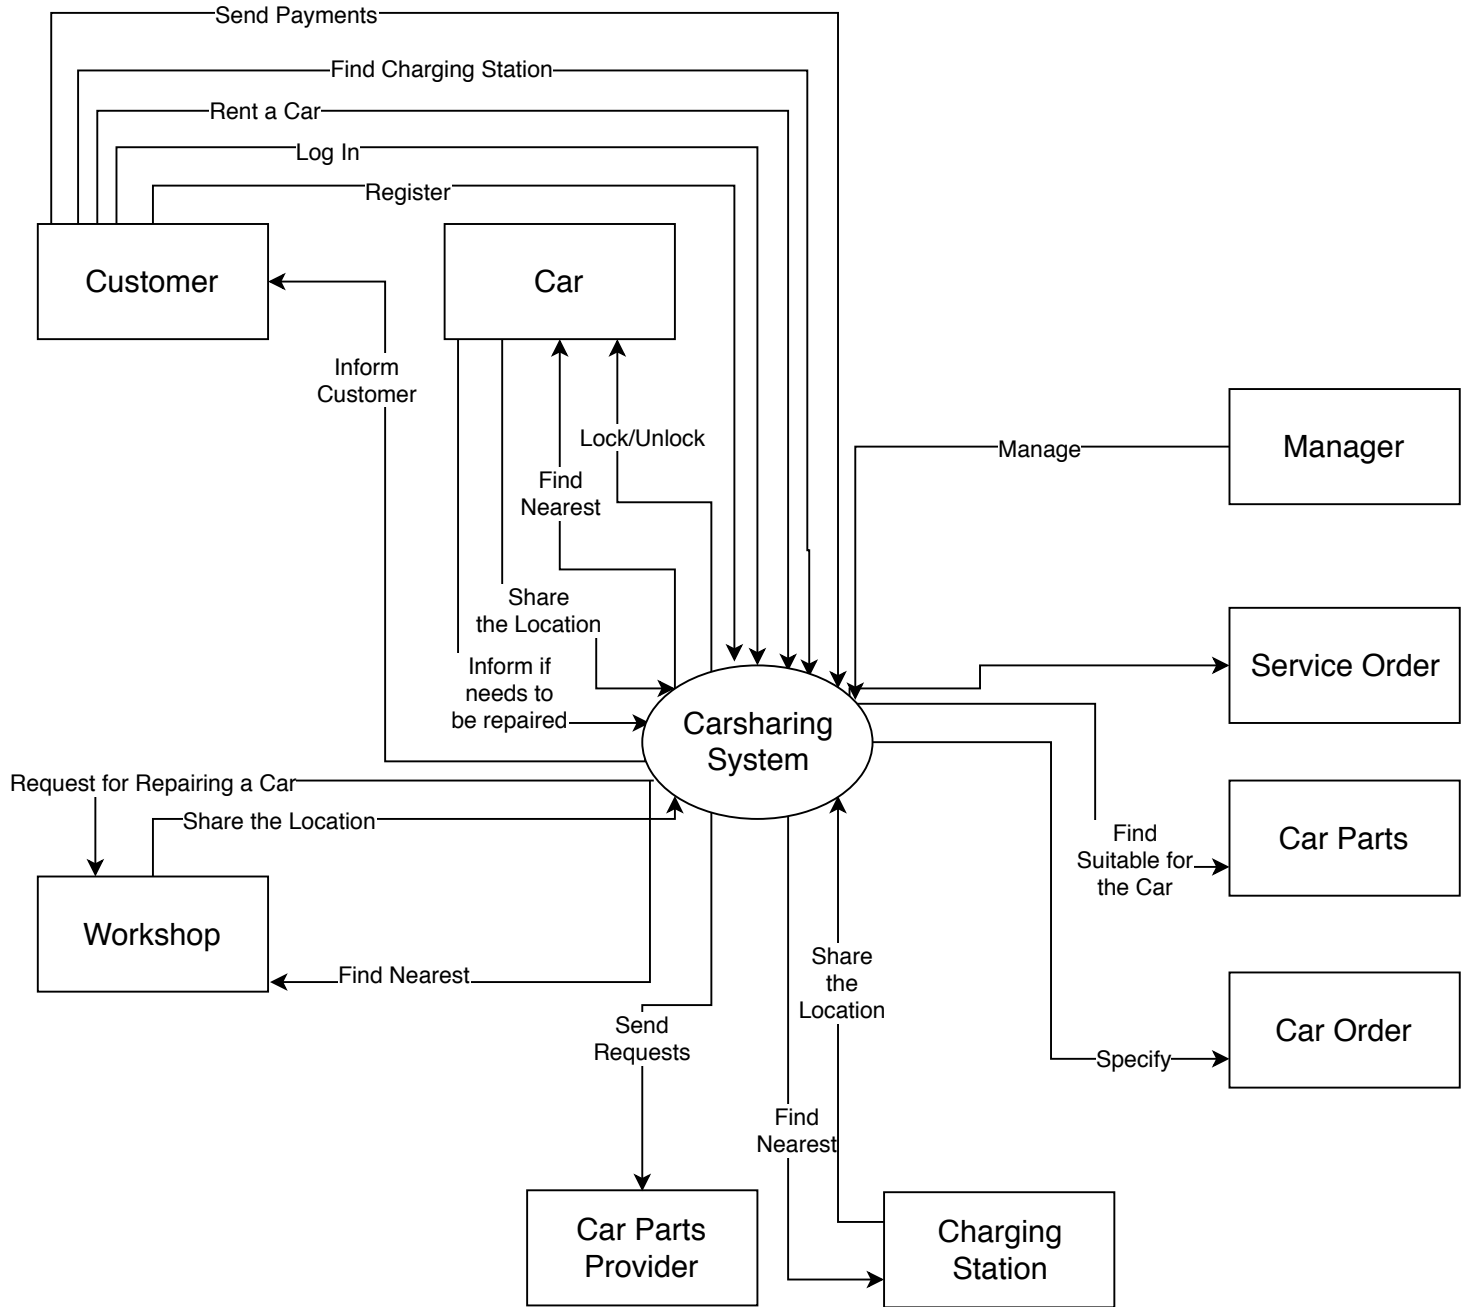 Send Payments
Find Charging Station
Rent a Car
Log In
Register
Customer
Car
Inform
Customer
Lock/Unlock
Manage
Manager
Find
Nearest
Share
the Location
Inform if
needs to
be repaired
Service Order
Carsharing
System
Request for Repairing a Car
Share the Location
Find
Suitable for
the Car
Car Parts
Workshop
Find Nearest
Share
the
Location
Send
Requests
Car Order
Specify
Find
Nearest
Car Parts
Provider
Charging
Station